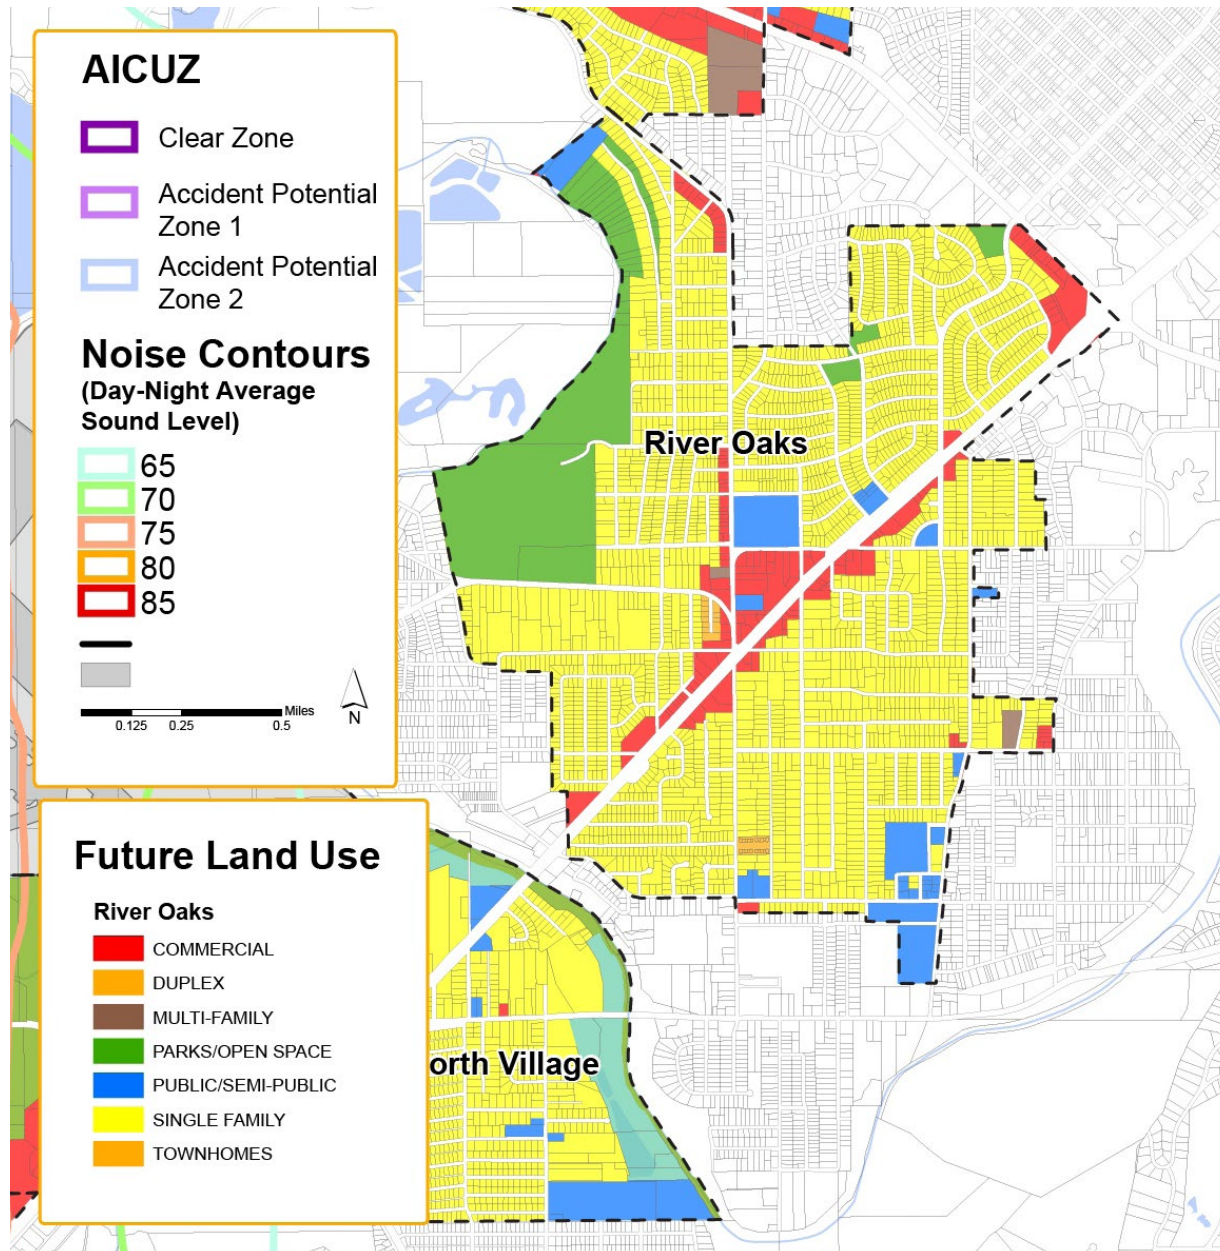 AICUZ
Clear Zone
Accident Potential
Zone 1
Accident Potential
Zone 2
Noise Contours
(Day-Night Average
Sound Level)
65
70
75
80
85
Miles
0.125 0.25 0.5
N
River Oaks
Future Land Use
River Oaks
COMMERCIAL
DUPLEX
MULTI-FAMILY
PARKS/OPEN SPACE
PUBLIC/SEMI-PUBLIC
SINGLE FAMILY
TOWNHOMES
orth Village